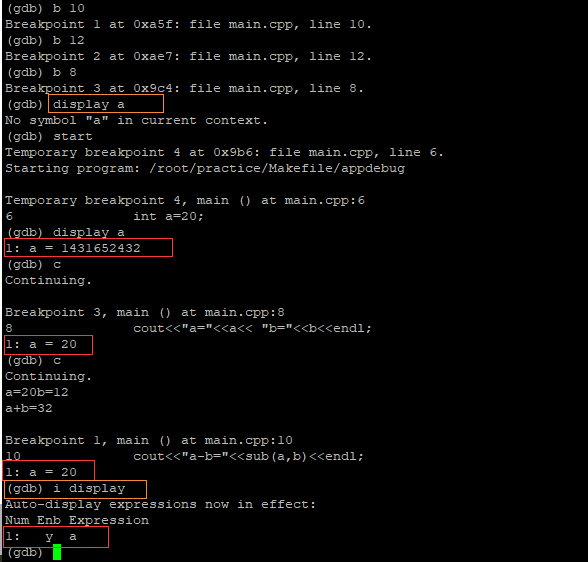 (gdb) b 10
Breakpoint 1 at 0xa5f: file main.cpp, line 10.
(gdb) b 12
Breakpoint 2 at 0xae7: file main.cpp, line 12.
(gdb) b 8
Breakpoint 3 at 0x9c4: file main.cpp, line 8.
(gdb) display a
No symbol "a" in current context.
(gdb) start
Temporary breakpoint 4 at 0x9b6: file main.cpp, line 6.
Starting program: /root/practice/Makefile/appdebug
Temporary breakpoint 4, main () at main.cpp:6
6 int a=20;
(gdb) display a
1: a = 1431652432
(gdb) c
Continuing.
Breakpoint 3, main () at main.cpp:8
8 cout<<"a="<<a<< "b="<<b<<endl;
1: a = 20
(gdb) c
Continuing.
a=20b=12
a+b=32
Breakpoint 1, main () at main.cpp:10
10 cout<<"a-b="<<sub(a,b)<<endl;
1: a = 20
(gdb) i display
Auto-display expressions now in effect:
Num Enb Expression
1: y a
(gdb)